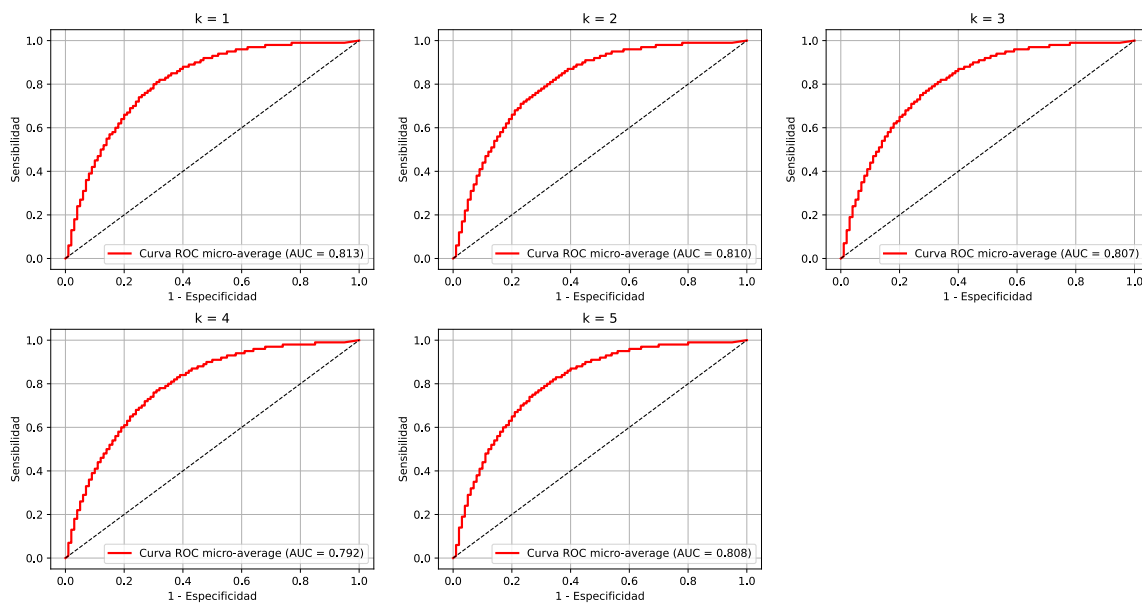 k = 1
1.0
0.8
0.6
0.4
0.2
0.0
Sensibilidad
Curva ROC micro-average (AUC = 0.813)
0.0 0.2 0.4 0.6 0.8 1.0
1 - Especificidad
k = 2
1.0
0.8
0.6
0.4
0.2
0.0
Sensibilidad
Curva ROC micro-average (AUC = 0.810)
0.0 0.2 0.4 0.6 0.8 1.0
1 - Especificidad
k = 3
1.0
0.8
0.6
0.4
0.2
0.0
Sensibilidad
Curva ROC micro-average (AUC = 0.807)
0.0 0.2 0.4 0.6 0.8 1.0
1 - Especificidad
k = 4
1.0
0.8
0.6
0.4
0.2
0.0
Sensibilidad
Curva ROC micro-average (AUC = 0.792)
0.0 0.2 0.4 0.6 0.8 1.0
1 - Especificidad
k = 5
1.0
0.8
0.6
0.4
0.2
0.0
Sensibilidad
Curva ROC micro-average (AUC = 0.808)
0.0 0.2 0.4 0.6 0.8 1.0
1 - Especificidad